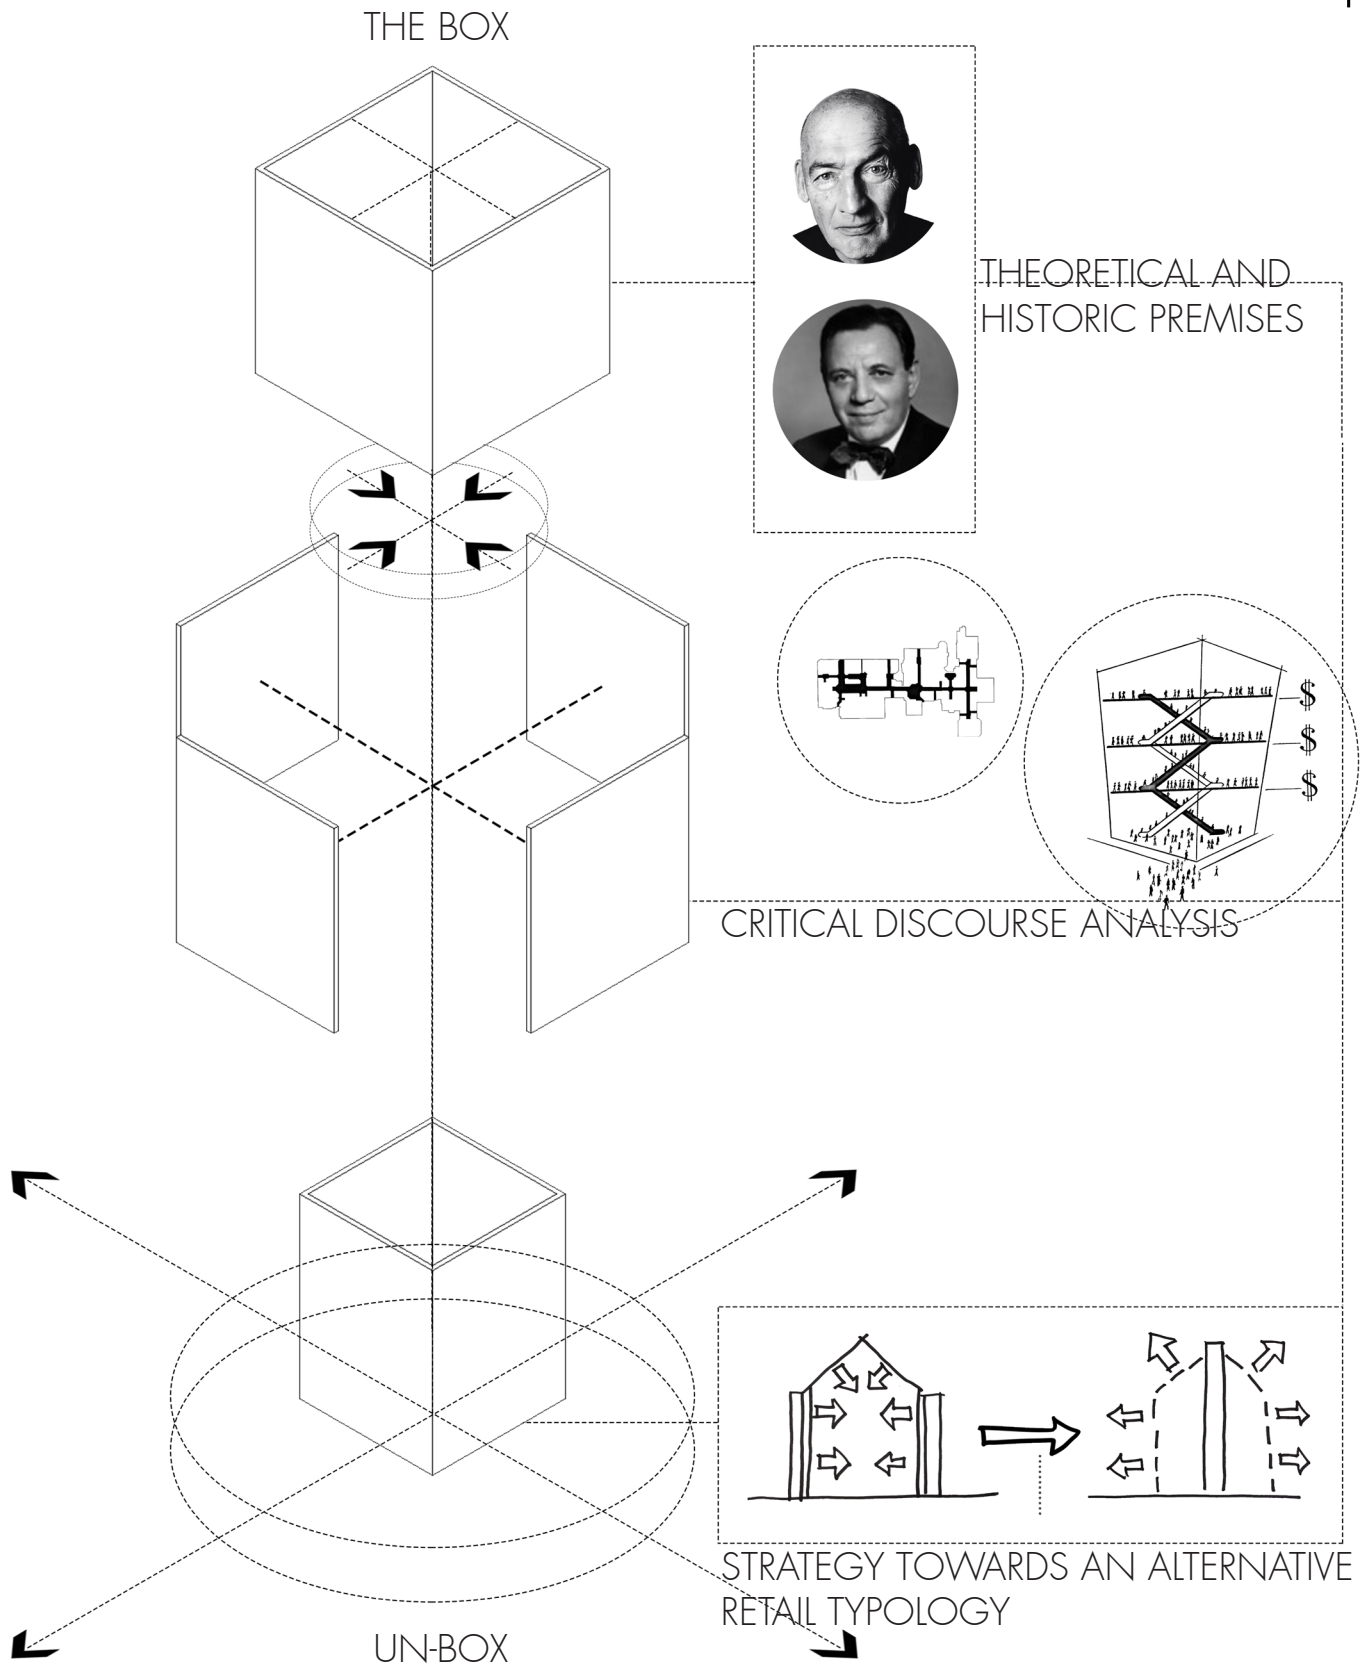 THE BOX
THEORETICAL AND
HISTORIC PREMISES
$
$
$
CRITICAL DISCOURSE ANALYSIS
STRATEGY TOWARDS AN ALTERNATIVE
RETAIL TYPOLOGY
UN-BOX